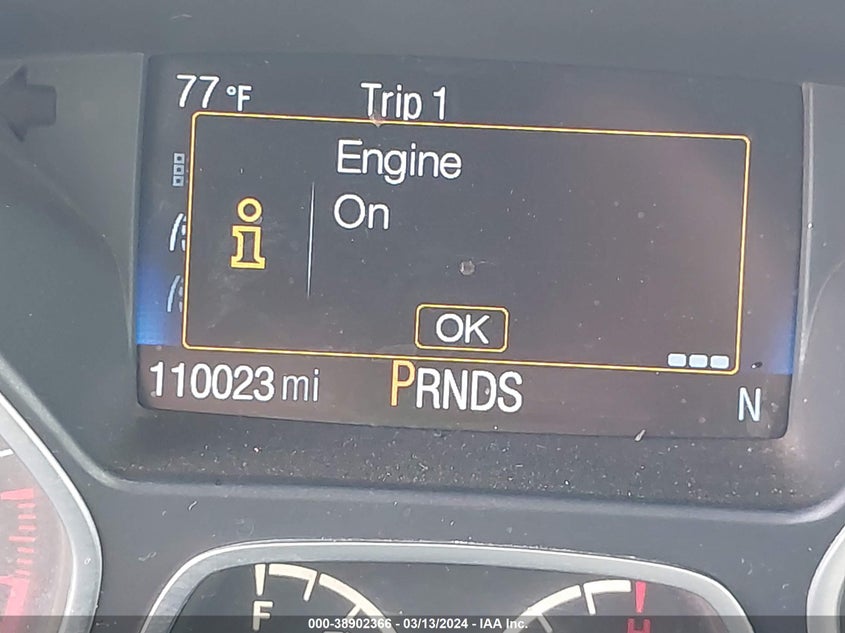 77 °F Trip 1
Engine
On
i
OK
110023 mi PRNDS N
F H
000-38902366 - 03/13/2024 - IAA Inc.